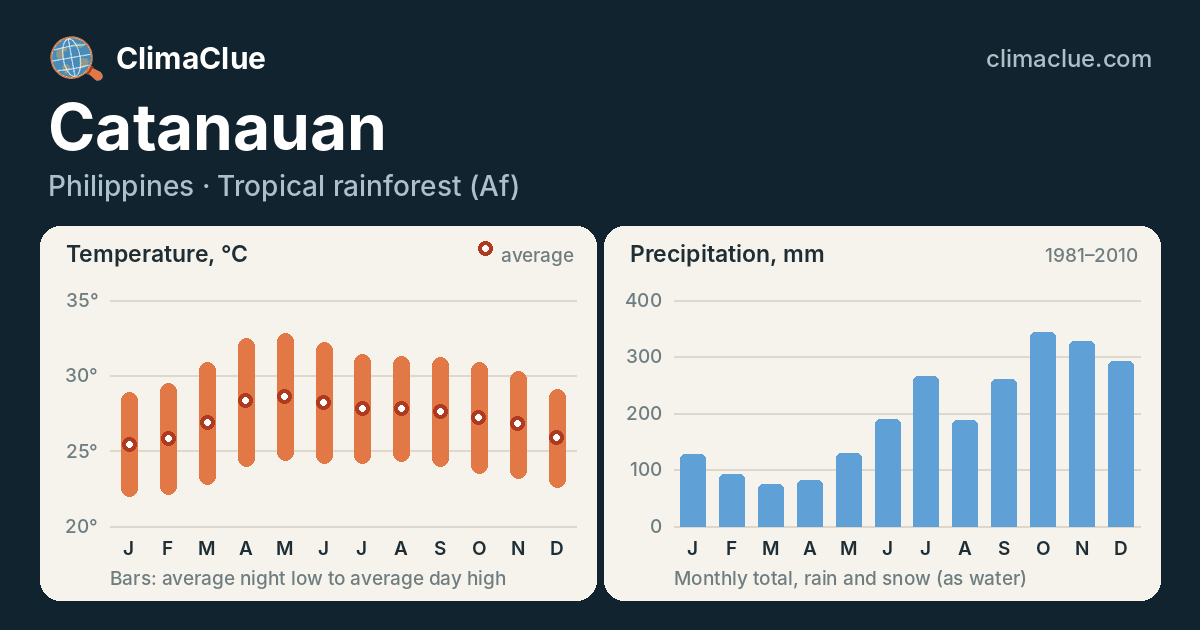 ClimaClue
climaclue.com
Catanauan
Philippines · Tropical rainforest (Af)
Temperature, °C
average
35°
30°
25°
20°
J F M A M J J A S O N D
Bars: average night low to average day high
Precipitation, mm
1981–2010
400
300
200
100
0
J F M A M J J A S O N D
Monthly total, rain and snow (as water)